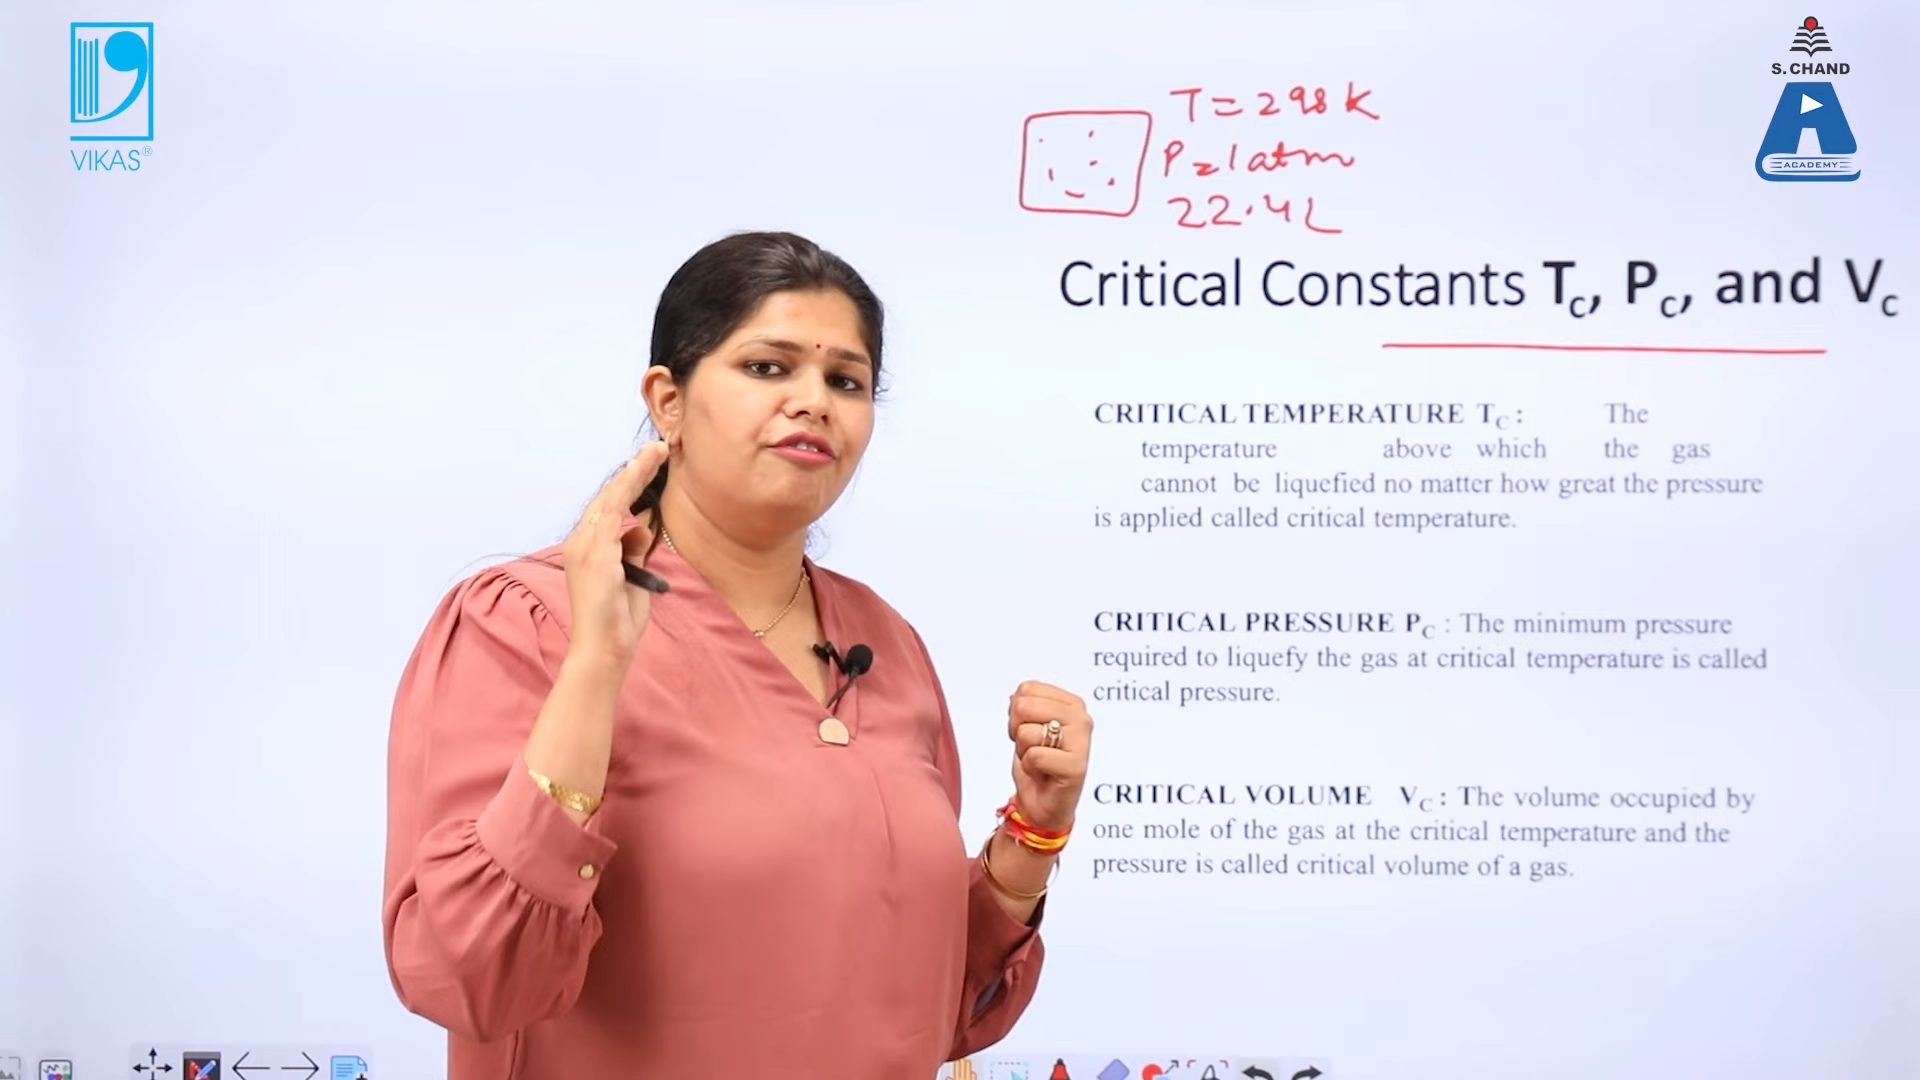 VIKAS®
S. CHAND
ACADEMY
T = 298 K
P = 1 atm
22.4L
Critical Constants Tc, Pc, and Vc
CRITICAL TEMPERATURE TC : The
temperature above which the gas
cannot be liquefied no matter how great the pressure
is applied called critical temperature.
CRITICAL PRESSURE PC : The minimum pressure
required to liquefy the gas at critical temperature is called
critical pressure.
CRITICAL VOLUME VC : The volume occupied by
one mole of the gas at the critical temperature and the
pressure is called critical volume of a gas.